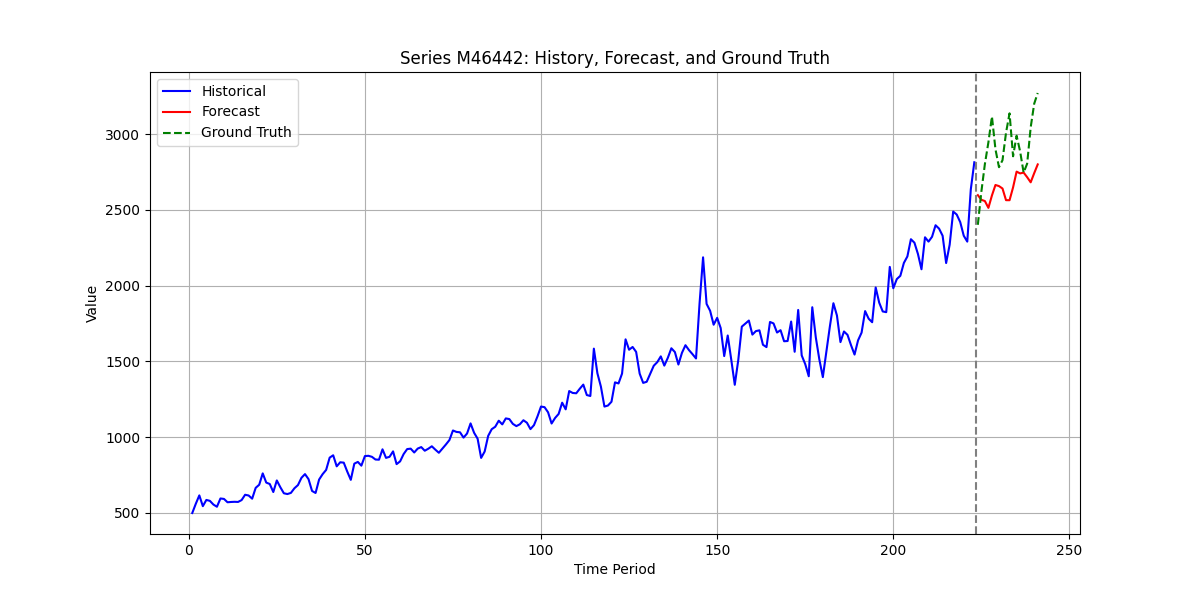 Series M46442: History, Forecast, and Ground Truth
Historical
Forecast
Ground Truth
Value
3000
2500
2000
1500
1000
500
0
50
100
150
200
250
Time Period